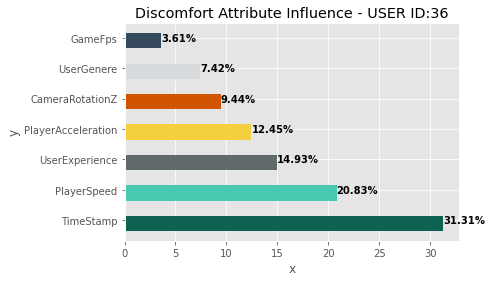 Discomfort Attribute Influence - USER ID:36
GameFps
3.61%
UserGenere
7.42%
CameraRotationZ
9.44%
PlayerAcceleration
12.45%
UserExperience
14.93%
PlayerSpeed
20.83%
TimeStamp
31.31%
y
0 5 10 15 20 25 30
x